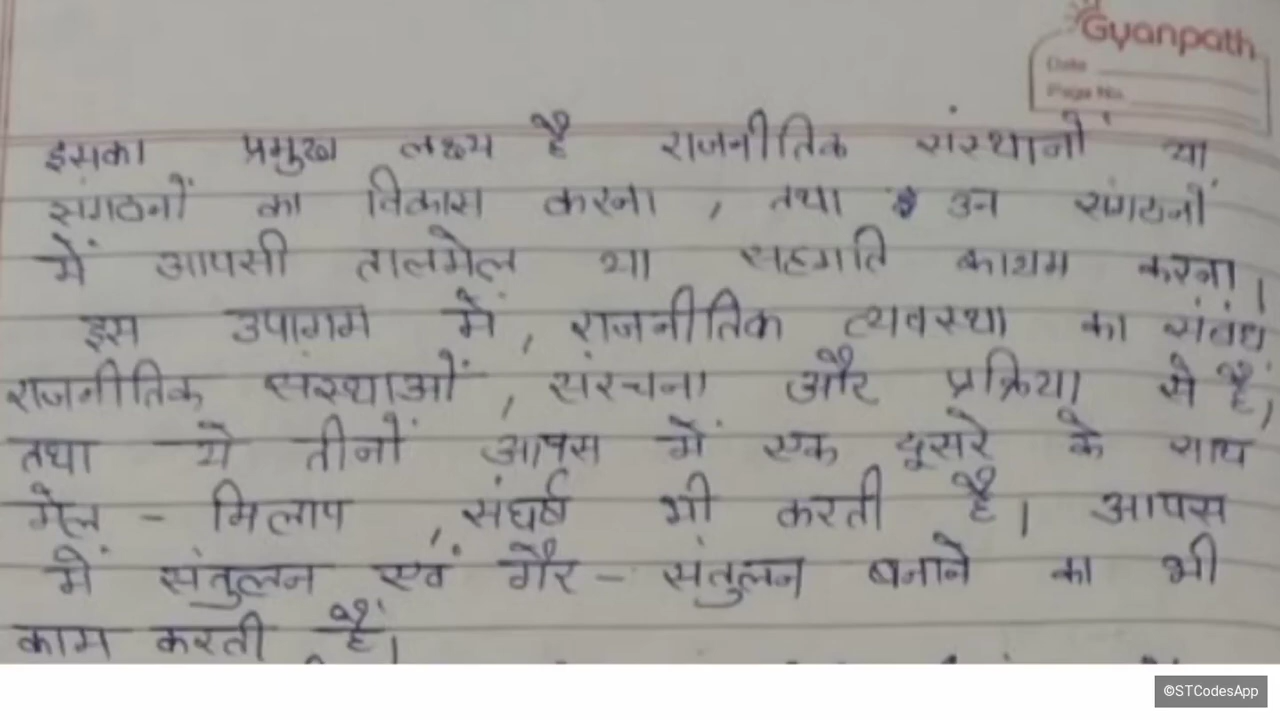 Gyanpath
Date
Page No.
इसका प्रमुख लक्ष्य है राजनीतिक संस्थानों या
संगठनों का विकास करना , तथा उन संगठनों
में आपसी तालमेल या सहमति कायम करना।
इस उपागम में , राजनीतिक व्यवस्था का संबंध
राजनीतिक संस्थाओं , संरचना और प्रक्रिया से है,
तथा ये तीनों आपस में एक दूसरे के साथ
मेल - मिलाप , संघर्ष भी करती है। आपस
में संतुलन एवं गैर - संतुलन बनाने का भी
काम करती हैं।
©STCodesApp